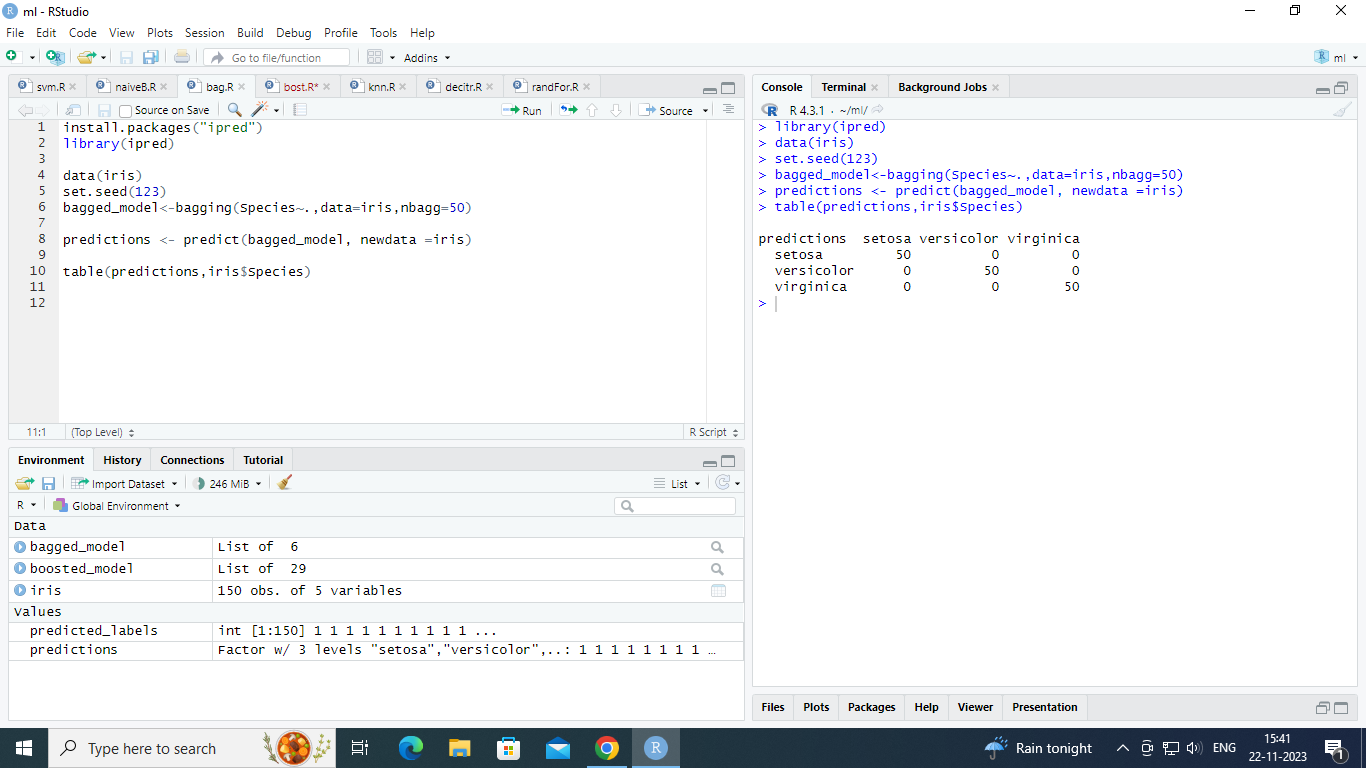 ml - RStudio
File Edit Code View Plots Session Build Debug Profile Tools Help
Go to file/function Addins ml
svm.R naiveB.R bag.R bost.R* knn.R decitr.R randFor.R
Source on Save Run Source
1 install.packages("ipred")
2 library(ipred)
3
4 data(iris)
5 set.seed(123)
6 bagged_model<-bagging(Species~.,data=iris,nbagg=50)
7
8 predictions <- predict(bagged_model, newdata =iris)
9
10 table(predictions,iris$Species)
11
12
11:1 (Top Level) R Script
Environment History Connections Tutorial
Import Dataset 246 MiB List
R Global Environment
Data
bagged_model List of 6
boosted_model List of 29
iris 150 obs. of 5 variables
Values
predicted_labels int [1:150] 1 1 1 1 1 1 1 1 1 1 ...
predictions Factor w/ 3 levels "setosa","versicolor",..: 1 1 1 1 1 1 1 1 …
Console Terminal Background Jobs
R 4.3.1 · ~/ml/
> library(ipred)
> data(iris)
> set.seed(123)
> bagged_model<-bagging(Species~.,data=iris,nbagg=50)
> predictions <- predict(bagged_model, newdata =iris)
> table(predictions,iris$Species)
predictions setosa versicolor virginica
setosa 50 0 0
versicolor 0 50 0
virginica 0 0 50
>
Files Plots Packages Help Viewer Presentation
Type here to search
Rain tonight ENG 15:41
22-11-2023
1